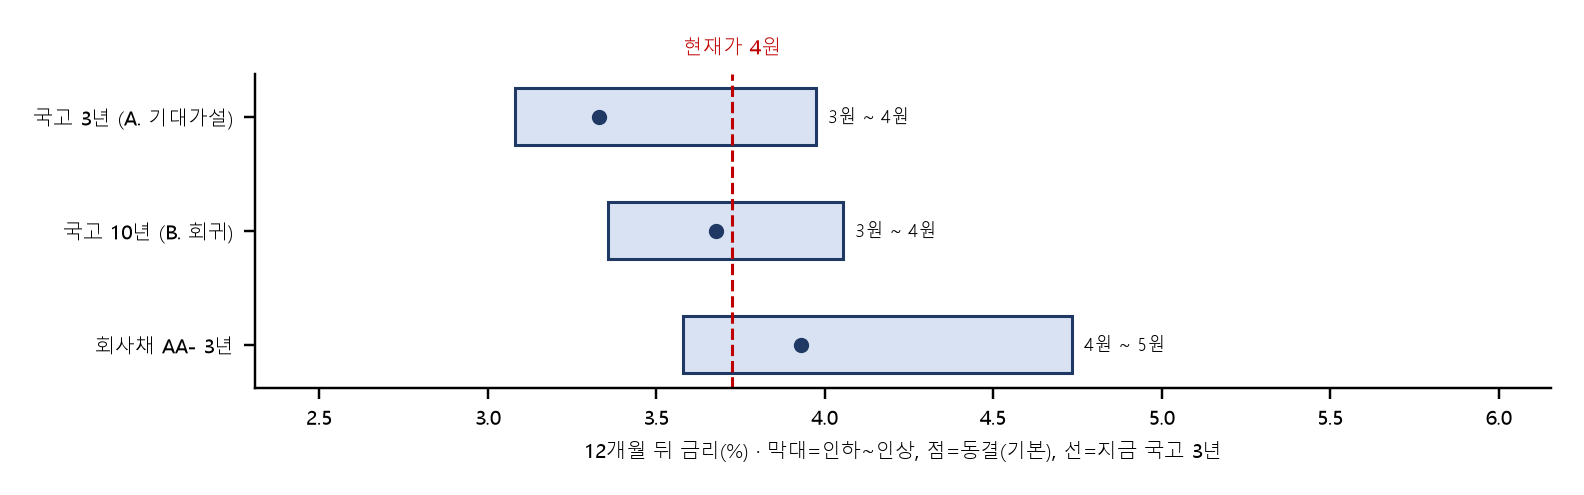 현재가 4원
국고 3년 (A. 기대가설)
3원 ~ 4원
국고 10년 (B. 회귀)
3원 ~ 4원
회사채 AA- 3년
4원 ~ 5원
2.5 3.0 3.5 4.0 4.5 5.0 5.5 6.0
12개월 뒤 금리(%) · 막대=인하~인상, 점=동결(기본), 선=지금 국고 3년